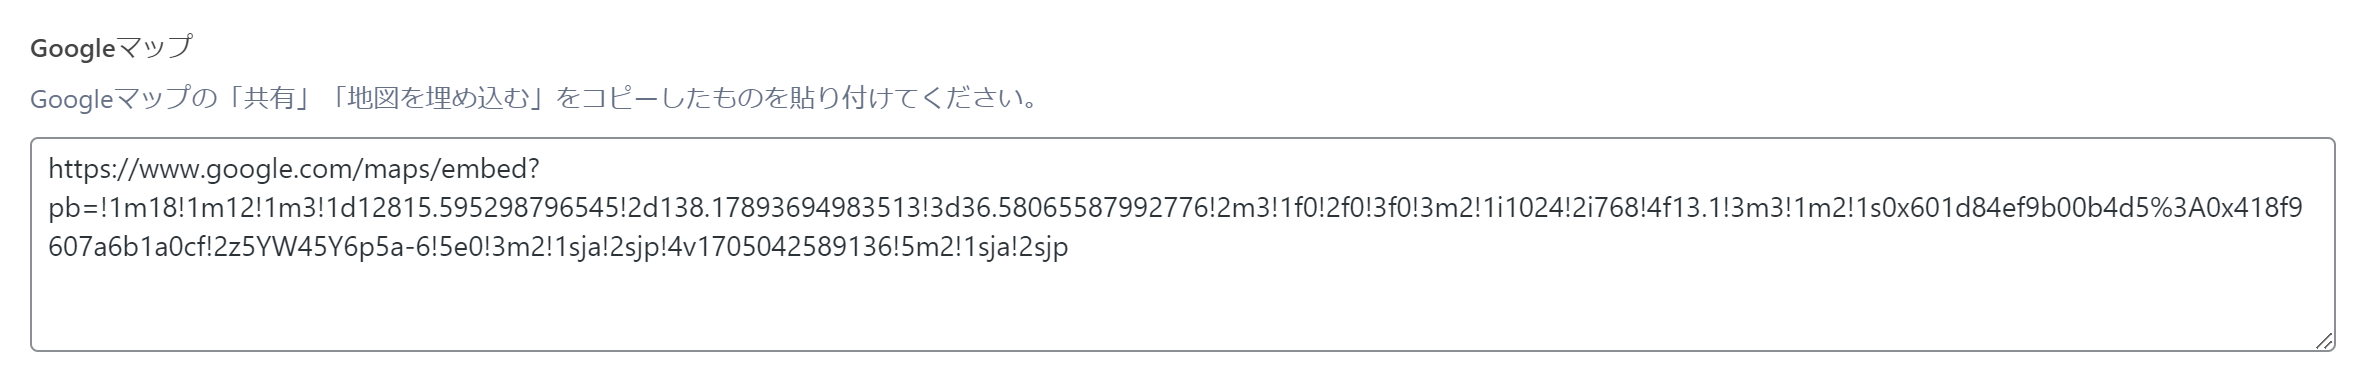 Googleマップ
Googleマップの「共有」「地図を埋め込む」をコピーしたものを貼り付けてください。
https://www.google.com/maps/embed?
pb=!1m18!1m12!1m3!1d12815.595298796545!2d138.17893694983513!3d36.58065587992776!2m3!1f0!2f0!3f0!3m2!1i1024!2i768!4f13.1!3m3!1m2!1s0x601d84ef9b00b4d5%3A0x418f9
607a6b1a0cf!2z5YW45Y6p5a-6!5e0!3m2!1sja!2sjp!4v1705042589136!5m2!1sja!2sjp